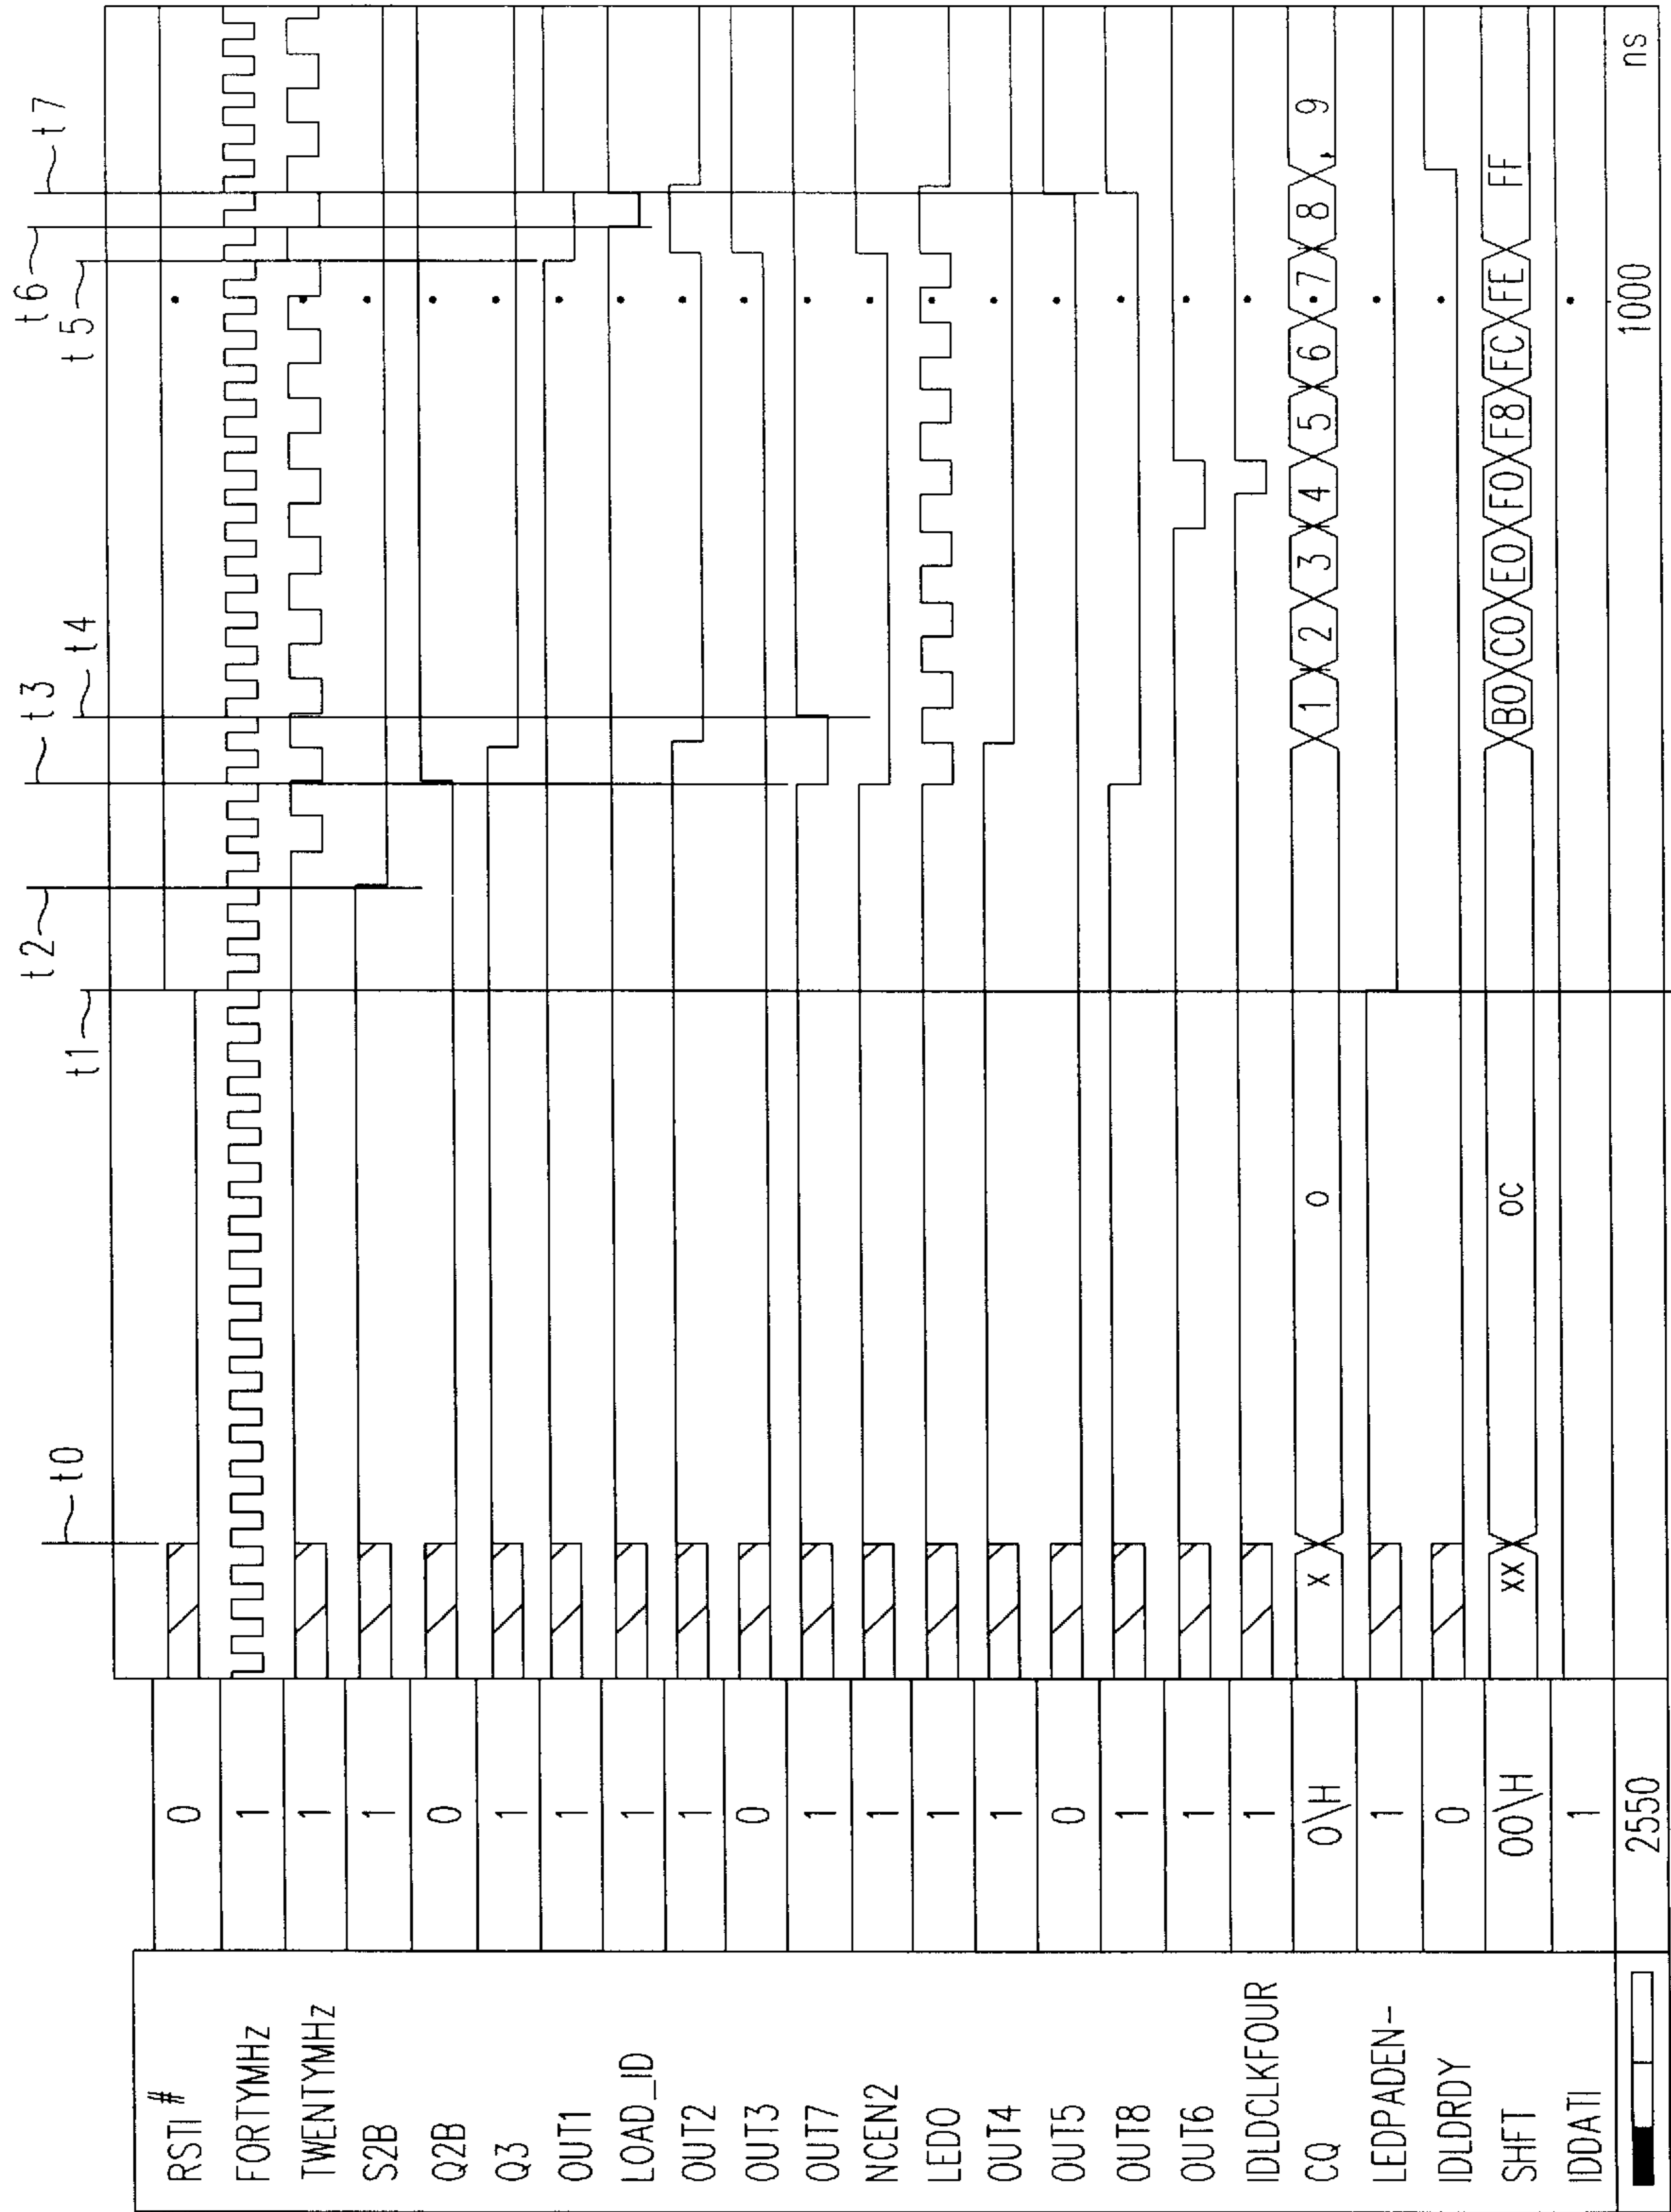 t0
t1
t2
t3
t4
t5
t6
t7
RSTI# 0
FORTYMHz 1
TWENTYMHz 1
S2B 1
Q2B 0
Q3 1
OUT1 1
LOAD_ID 1
OUT2 1
OUT3 0
OUT7 1
NCEN2 1
LED0 1
OUT4 1
OUT5 0
OUT8 1
OUT6 1
IDLDCLKFOUR 1
CQ 0\H X 0 1 2 3 4 5 6 7 8 , 9
LEDPADEN- 1
IDLDRDY 0
SHFT 00\H XX 0C B0 C0 E0 F0 F8 FC FE FF
IDDATI 1
2550 1000 ns